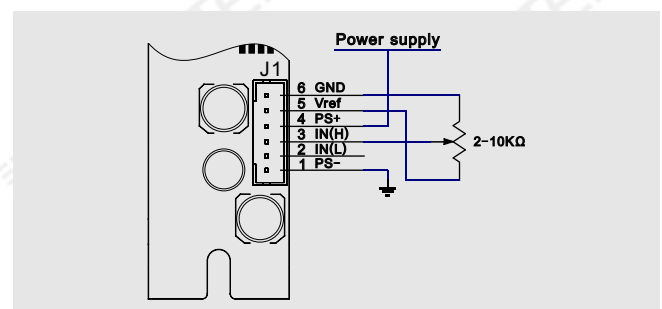 Power supply
J1
6 GND
5 Vref
4 PS+
3 IN(H)
2-10KΩ
2 IN(L)
1 PS-